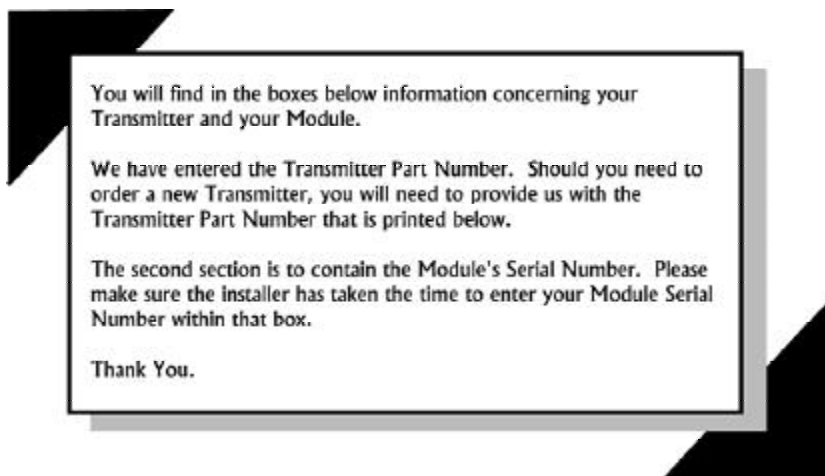 You will find in the boxes below information concerning your
Transmitter and your Module.
We have entered the Transmitter Part Number. Should you need to
order a new Transmitter, you will need to provide us with the
Transmitter Part Number that is printed below.
The second section is to contain the Module's Serial Number. Please
make sure the installer has taken the time to enter your Module Serial
Number within that box.
Thank You.